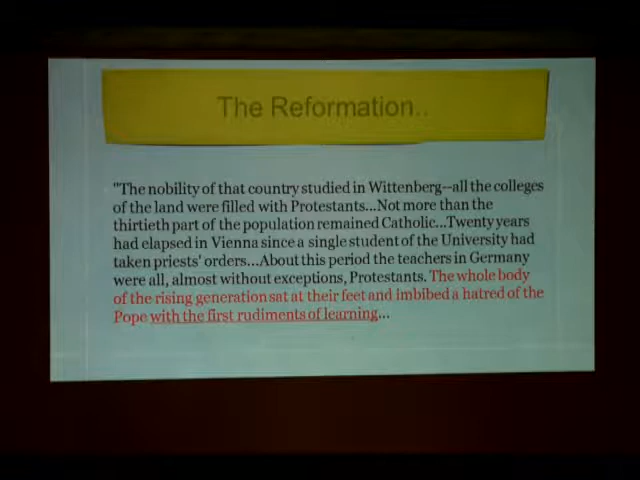 The Reformation..
"The nobility of that country studied in Wittenberg--all the colleges
of the land were filled with Protestants...Not more than the
thirtieth part of the population remained Catholic...Twenty years
had elapsed in Vienna since a single student of the University had
taken priests' orders...About this period the teachers in Germany
were all, almost without exceptions, Protestants. The whole body
of the rising generation sat at their feet and imbibed a hatred of the
Pope with the first rudiments of learning...